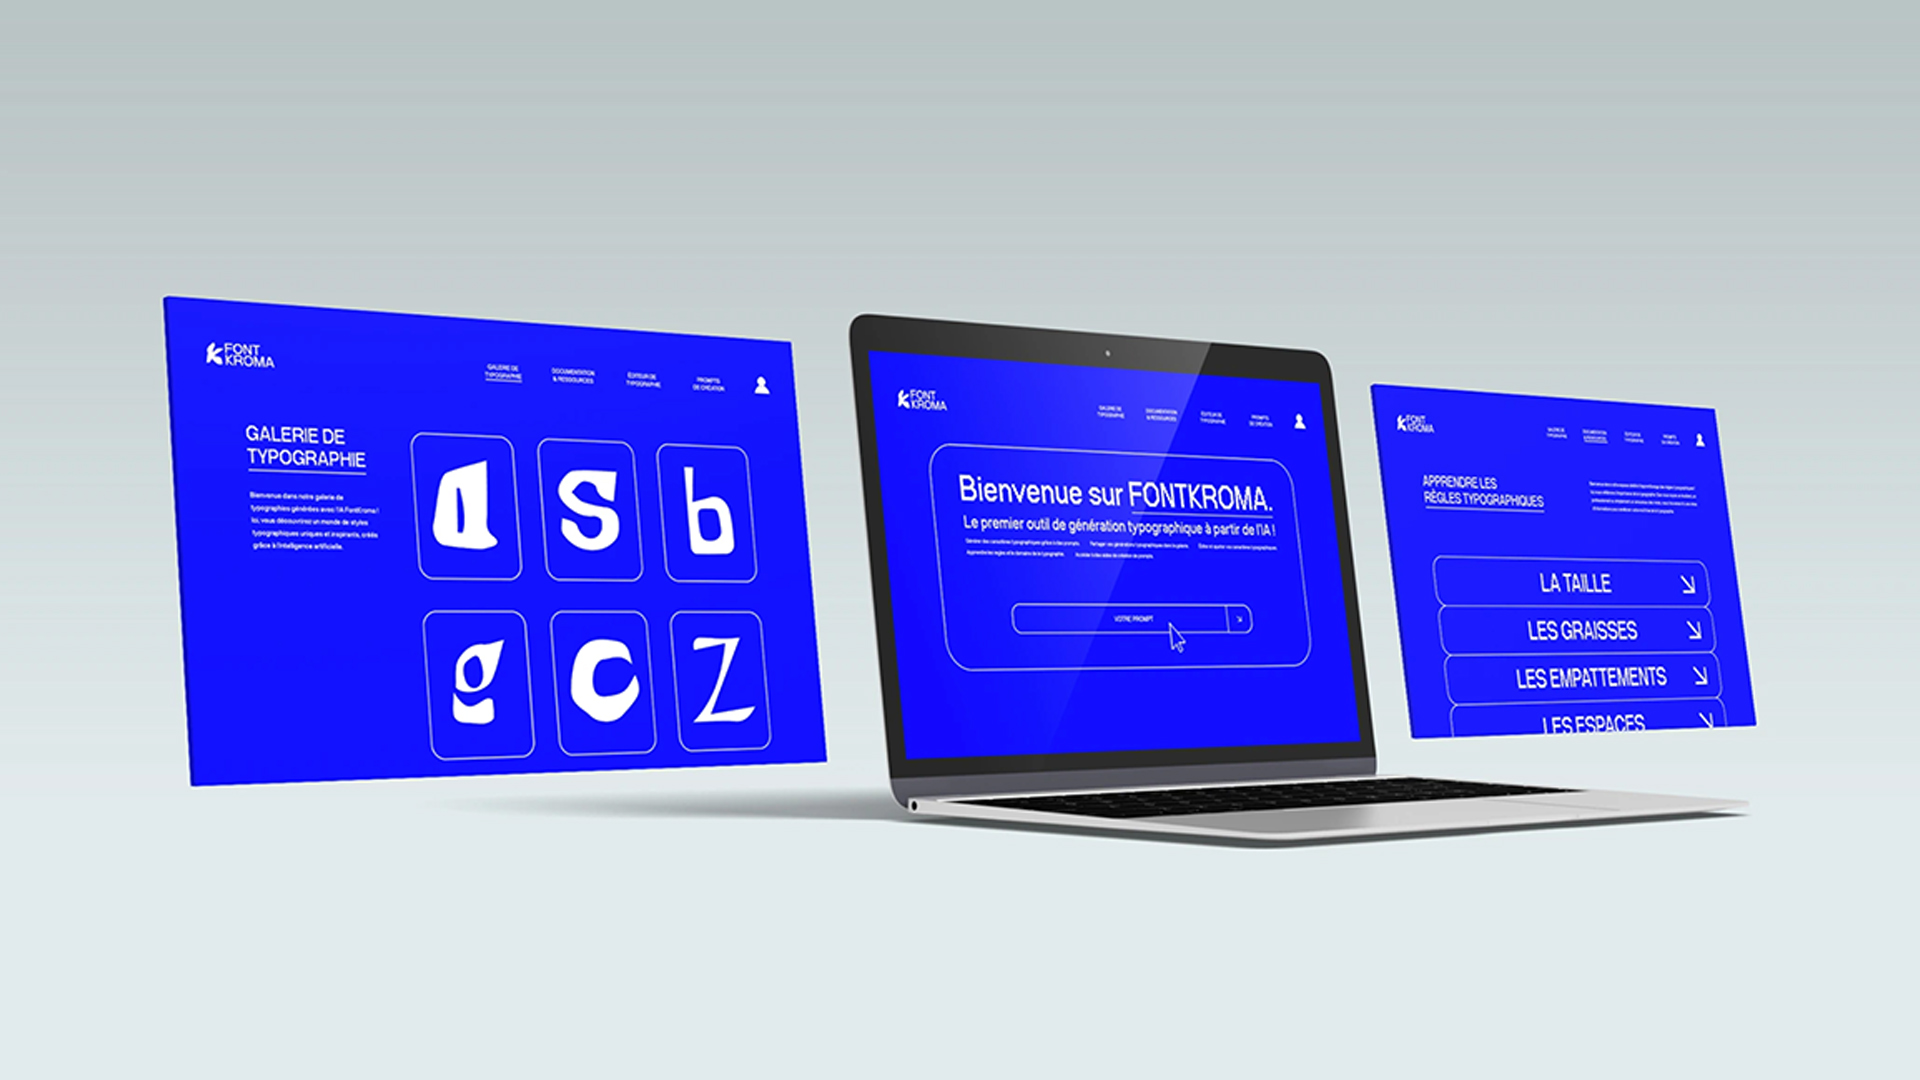 FONT
KROMA
GALERIE DE
TYPOGRAPHIE
DOCUMENTATION
& RESSOURCES
ÉDITEUR DE
TYPOGRAPHIE
PROMPTS
DE CRÉATION
GALERIE DE
TYPOGRAPHIE
Bienvenue dans notre galerie de
typographies générées avec l'IA FontKroma !
Ici, vous découvrirez un monde de styles
typographiques uniques et inspirants, créés
grâce à l'intelligence artificielle.
a s b
g c z
FONT
KROMA
GALERIE DE
TYPOGRAPHIE
DOCUMENTATION
& RESSOURCES
ÉDITEUR DE
TYPOGRAPHIE
PROMPTS
DE CRÉATION
Bienvenue sur FONTKROMA.
Le premier outil de génération typographique à partir de l'IA !
VOTRE PROMPT
FONT
KROMA
GALERIE DE
TYPOGRAPHIE
DOCUMENTATION
& RESSOURCES
ÉDITEUR DE
TYPOGRAPHIE
PROMPTS
DE CRÉATION
APPRENDRE LES
RÈGLES TYPOGRAPHIQUES
LA TAILLE
LES GRAISSES
LES EMPATTEMENTS
LES ESPACES